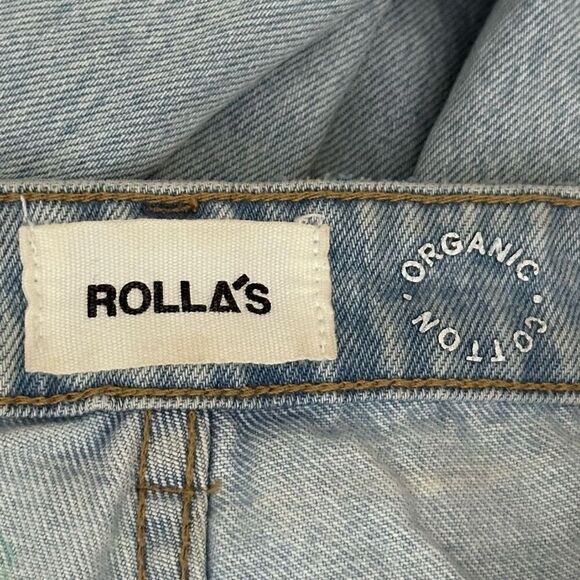 ROLLA'S
ORGANIC · COTTON ·